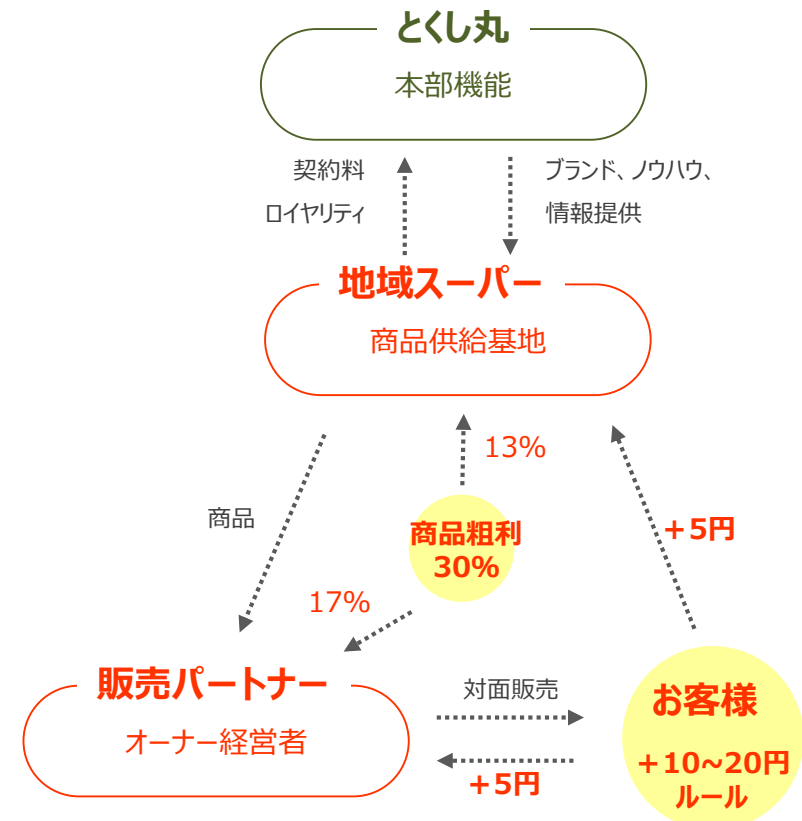 とくし丸
本部機能
契約料
ロイヤリティ
ブランド、ノウハウ、
情報提供
地域スーパー
商品供給基地
13%
商品
商品粗利
30%
+5円
17%
販売パートナー
オーナー経営者
対面販売
+5円
お客様
+10~20円
ルール